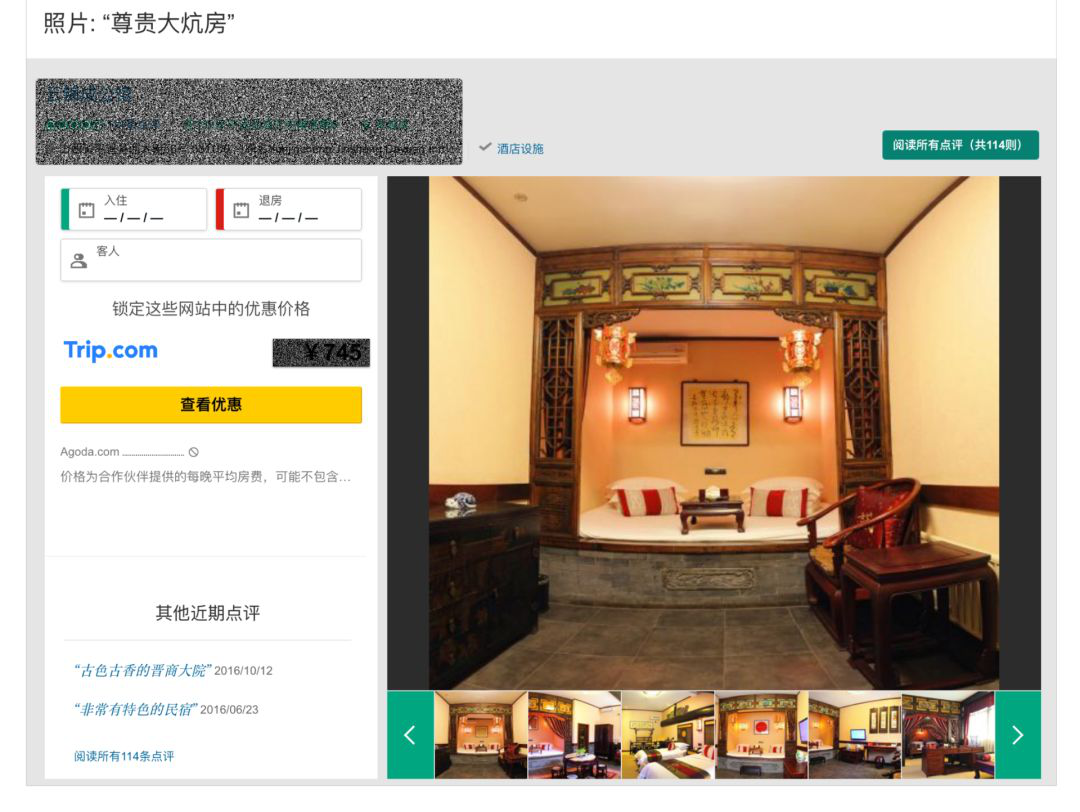 照片: “尊贵大炕房”
酒店设施
阅读所有点评（共114则）
入住
—/—/—
退房
—/—/—
客人
锁定这些网站中的优惠价格
Trip.com
￥745
查看优惠
Agoda.com
价格为合作伙伴提供的每晚平均房费，可能不包含…
其他近期点评
“古色古香的晋商大院” 2016/10/12
“非常有特色的民宿” 2016/06/23
阅读所有114条点评